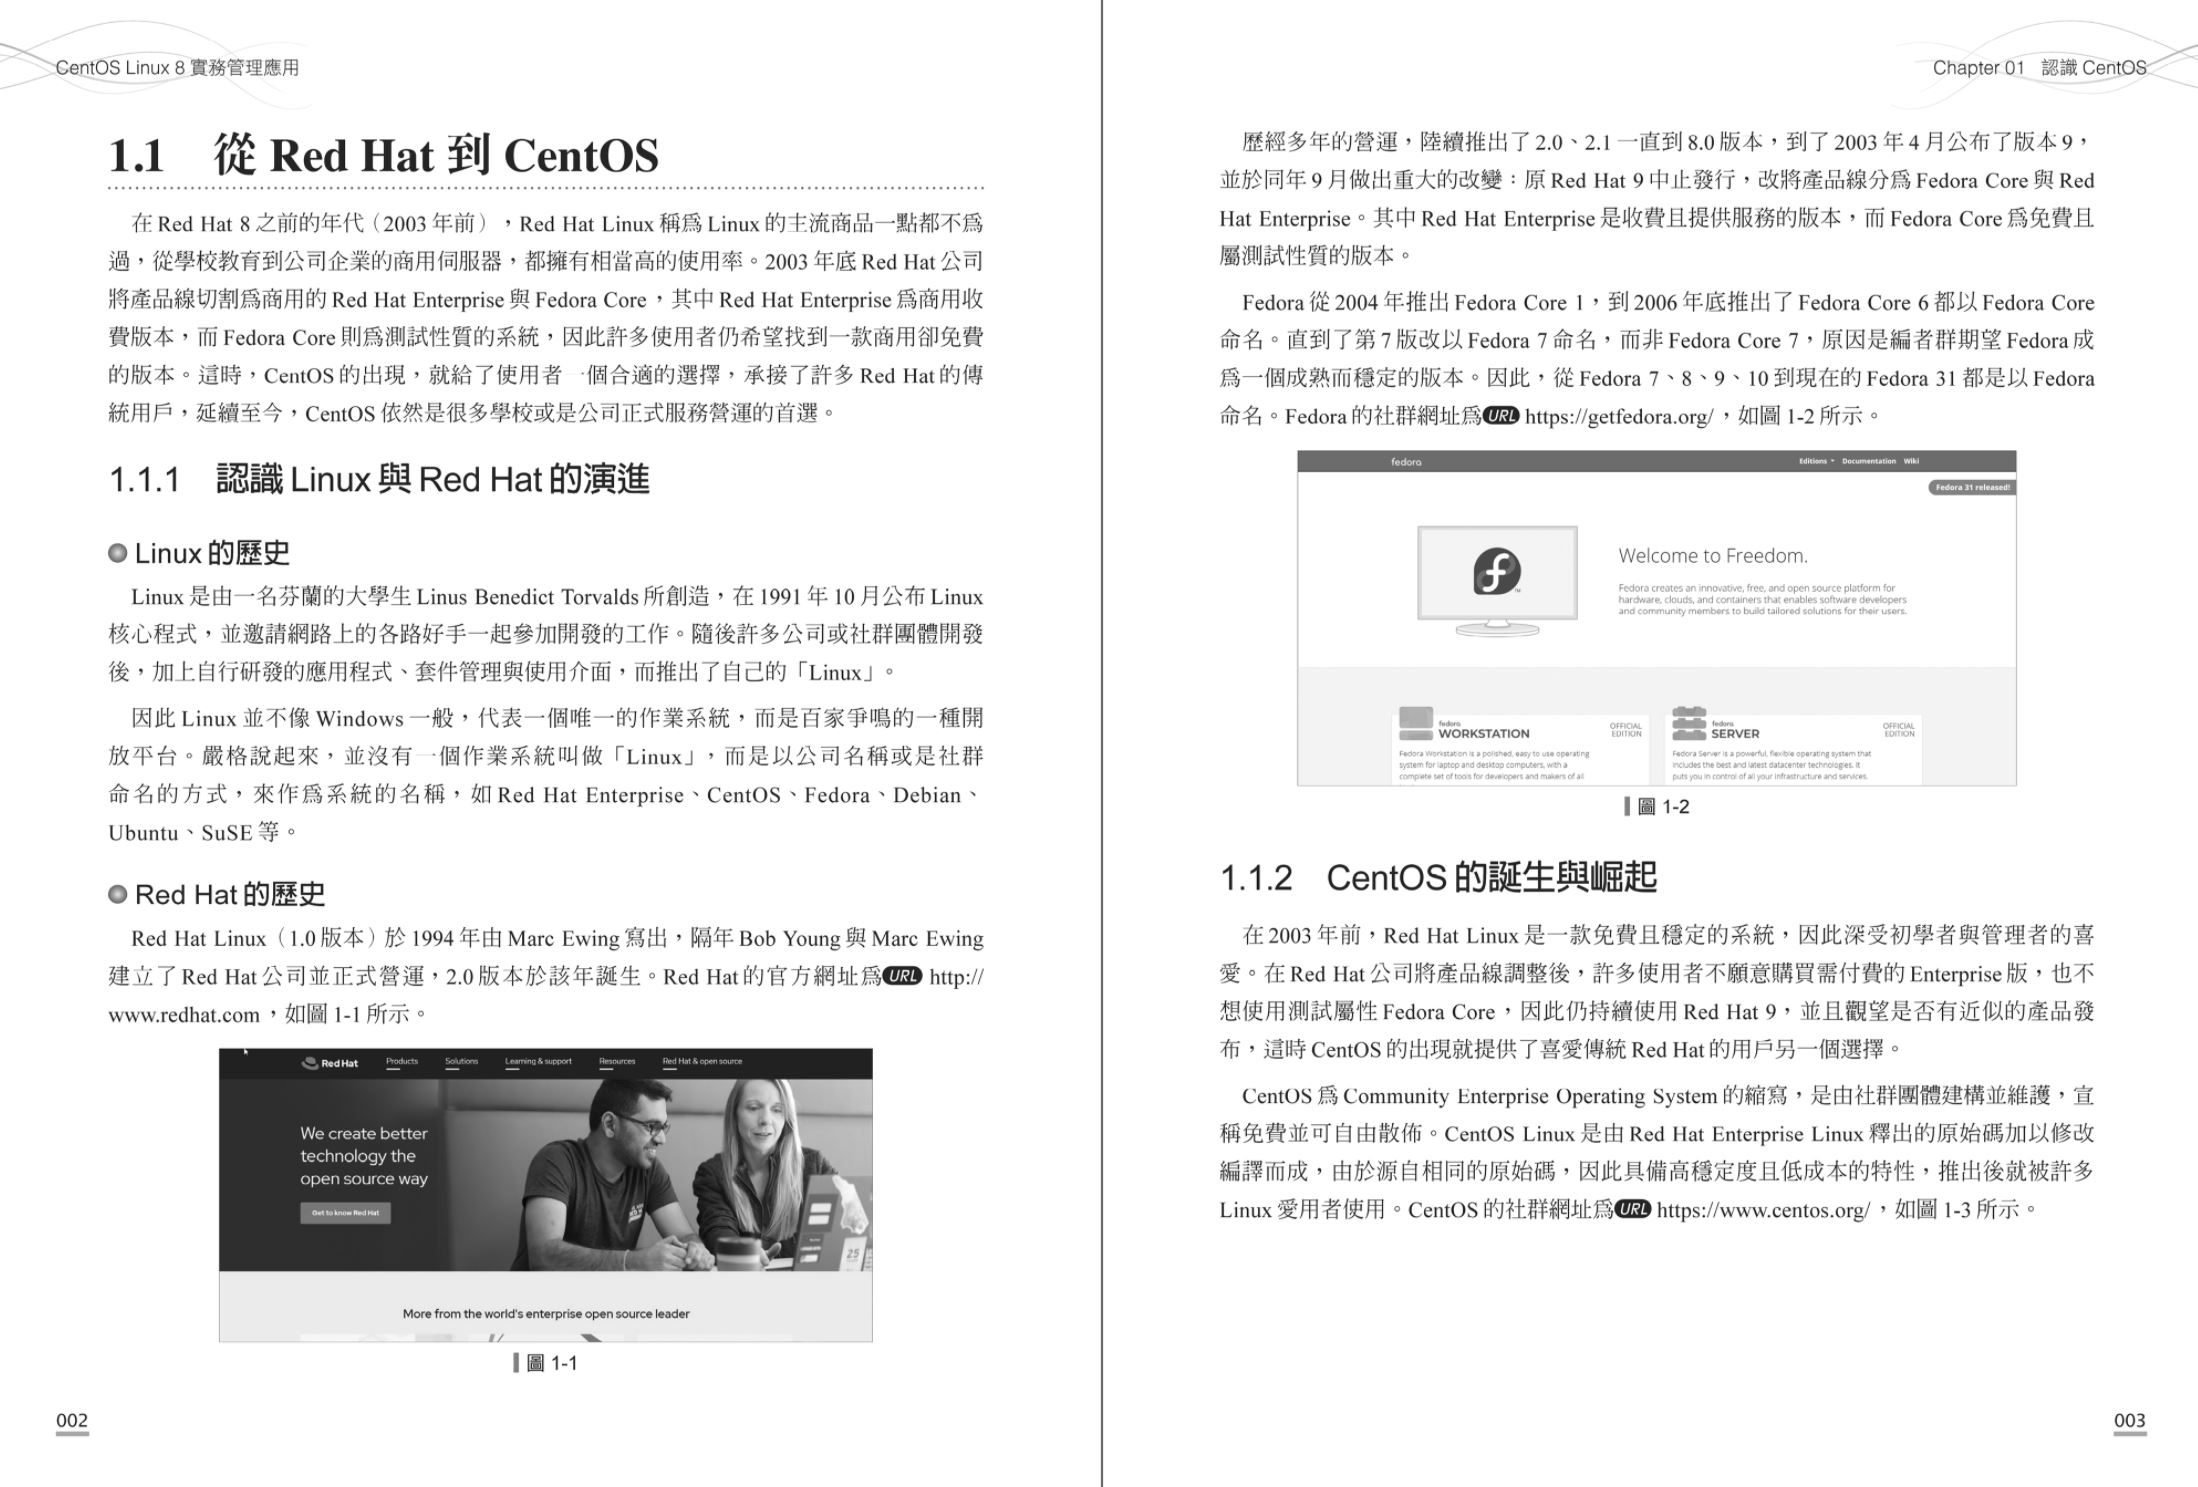 CentOS Linux 8 實務管理應用
1.1 從 Red Hat 到 CentOS
在 Red Hat 8 之前的年代（2003 年前），Red Hat Linux 稱為 Linux 的主流商品一點都不為
過，從學校教育到公司企業的商用伺服器，都擁有相當高的使用率。2003 年底 Red Hat 公司
將產品線切割為商用的 Red Hat Enterprise 與 Fedora Core，其中 Red Hat Enterprise 為商用收
費版本，而 Fedora Core 則為測試性質的系統，因此許多使用者仍希望找到一款商用卻免費
的版本。這時，CentOS 的出現，就給了使用者一個合適的選擇，承接了許多 Red Hat 的傳
統用戶，延續至今，CentOS 依然是很多學校或是公司正式服務營運的首選。
1.1.1 認識 Linux 與 Red Hat 的演進
Linux 的歷史
Linux 是由一名芬蘭的大學生 Linus Benedict Torvalds 所創造，在 1991 年 10 月公布 Linux
核心程式，並邀請網路上的各路好手一起參加開發的工作。隨後許多公司或社群團體開發
後，加上自行研發的應用程式、套件管理與使用介面，而推出了自己的「Linux」。
因此 Linux 並不像 Windows 一般，代表一個唯一的作業系統，而是百家爭鳴的一種開
放平台。嚴格說起來，並沒有一個作業系統叫做「Linux」，而是以公司名稱或是社群
命名的方式，來作為系統的名稱，如 Red Hat Enterprise、CentOS、Fedora、Debian、
Ubuntu、SuSE 等。
Red Hat 的歷史
Red Hat Linux（1.0 版本）於 1994 年由 Marc Ewing 寫出，隔年 Bob Young 與 Marc Ewing
建立了 Red Hat 公司並正式營運，2.0 版本於該年誕生。Red Hat 的官方網址為 URL http://
www.redhat.com，如圖 1-1 所示。
Red Hat Products Solutions Learning & support Resources Red Hat & open source
We create better
technology the
open source way
Get to know Red Hat
25
More from the world's enterprise open source leader
圖 1-1
002
Chapter 01 認識 CentOS
歷經多年的營運，陸續推出了 2.0、2.1 一直到 8.0 版本，到了 2003 年 4 月公布了版本 9，
並於同年 9 月做出重大的改變：原 Red Hat 9 中止發行，改將產品線分為 Fedora Core 與 Red
Hat Enterprise。其中 Red Hat Enterprise 是收費且提供服務的版本，而 Fedora Core 為免費且
屬測試性質的版本。
Fedora 從 2004 年推出 Fedora Core 1，到 2006 年底推出了 Fedora Core 6 都以 Fedora Core
命名。直到了第 7 版改以 Fedora 7 命名，而非 Fedora Core 7，原因是編者群期望 Fedora 成
為一個成熟而穩定的版本。因此，從 Fedora 7、8、9、10 到現在的 Fedora 31 都是以 Fedora
命名。Fedora 的社群網址為 URL https://getfedora.org/，如圖 1-2 所示。
fedora Editions Documentation Wiki
Fedora 31 released!
Welcome to Freedom.
Fedora creates an innovative, free, and open source platform for
hardware, clouds, and containers that enables software developers
and community members to build tailored solutions for their users.
fedora
WORKSTATION
OFFICIAL
EDITION
Fedora Workstation is a polished, easy to use operating
system for laptop and desktop computers, with a
complete set of tools for developers and makers of all
fedora
SERVER
OFFICIAL
EDITION
Fedora Server is a powerful, flexible operating system that
includes the best and latest datacenter technologies. It
puts you in control of all your infrastructure and services.
圖 1-2
1.1.2 CentOS 的誕生與崛起
在 2003 年前，Red Hat Linux 是一款免費且穩定的系統，因此深受初學者與管理者的喜
愛。在 Red Hat 公司將產品線調整後，許多使用者不願意購買需付費的 Enterprise 版，也不
想使用測試屬性 Fedora Core，因此仍持續使用 Red Hat 9，並且觀望是否有近似的產品發
布，這時 CentOS 的出現就提供了喜愛傳統 Red Hat 的用戶另一個選擇。
CentOS 為 Community Enterprise Operating System 的縮寫，是由社群團體建構並維護，宣
稱免費並可自由散佈。CentOS Linux 是由 Red Hat Enterprise Linux 釋出的原始碼加以修改
編譯而成，由於源自相同的原始碼，因此具備高穩定度且低成本的特性，推出後就被許多
Linux 愛用者使用。CentOS 的社群網址為 URL https://www.centos.org/，如圖 1-3 所示。
003